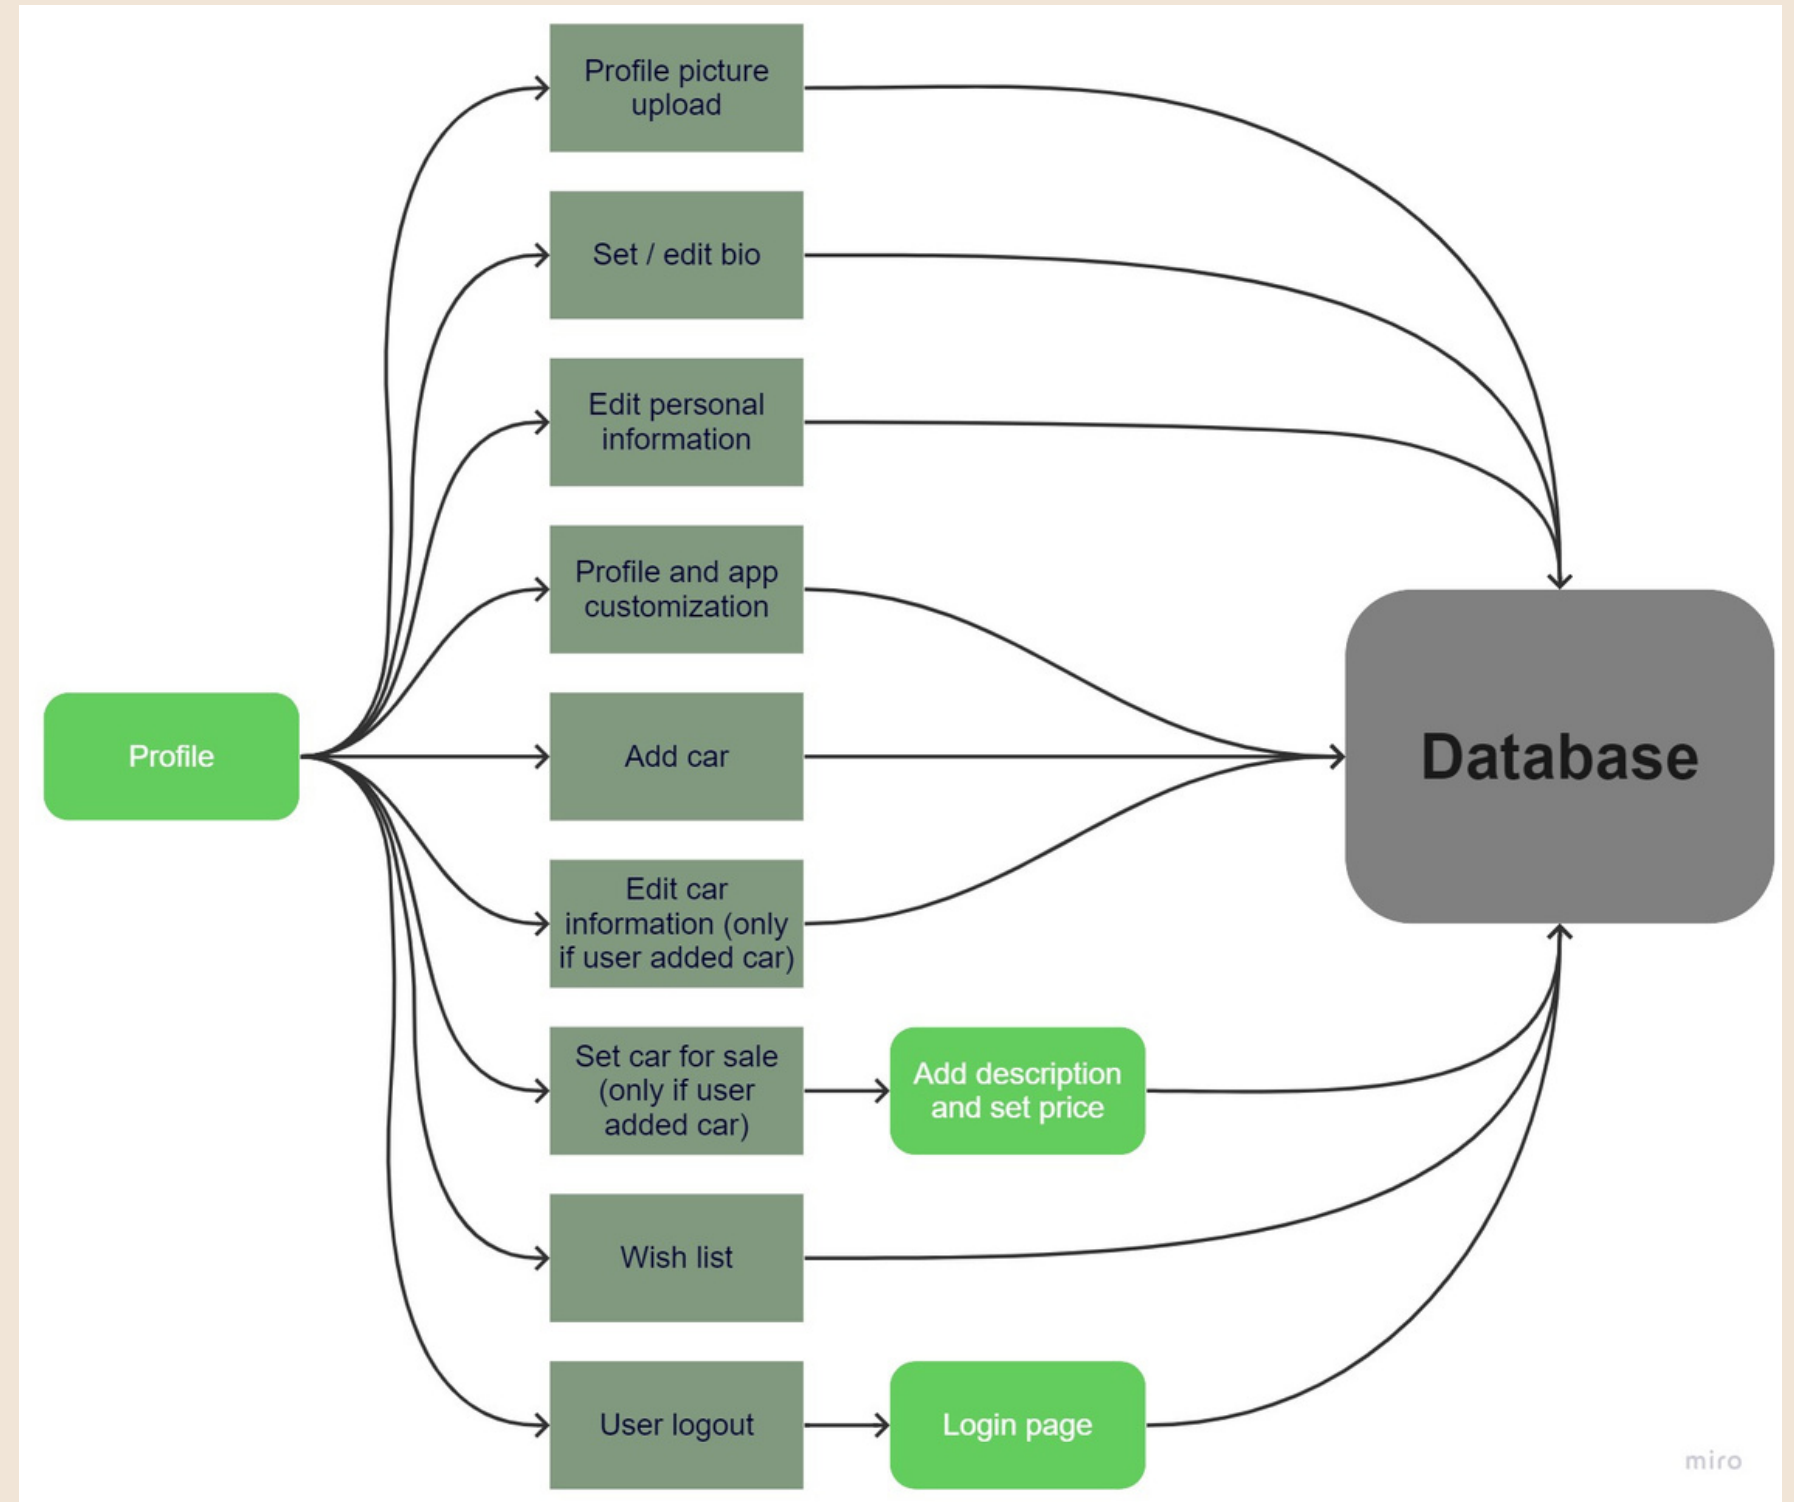 Profile picture
upload
Set / edit bio
Edit personal
information
Profile and app
customization
Profile
Add car
Database
Edit car
information (only
if user added car)
Set car for sale
(only if user
added car)
Add description
and set price
Wish list
User logout
Login page
miro